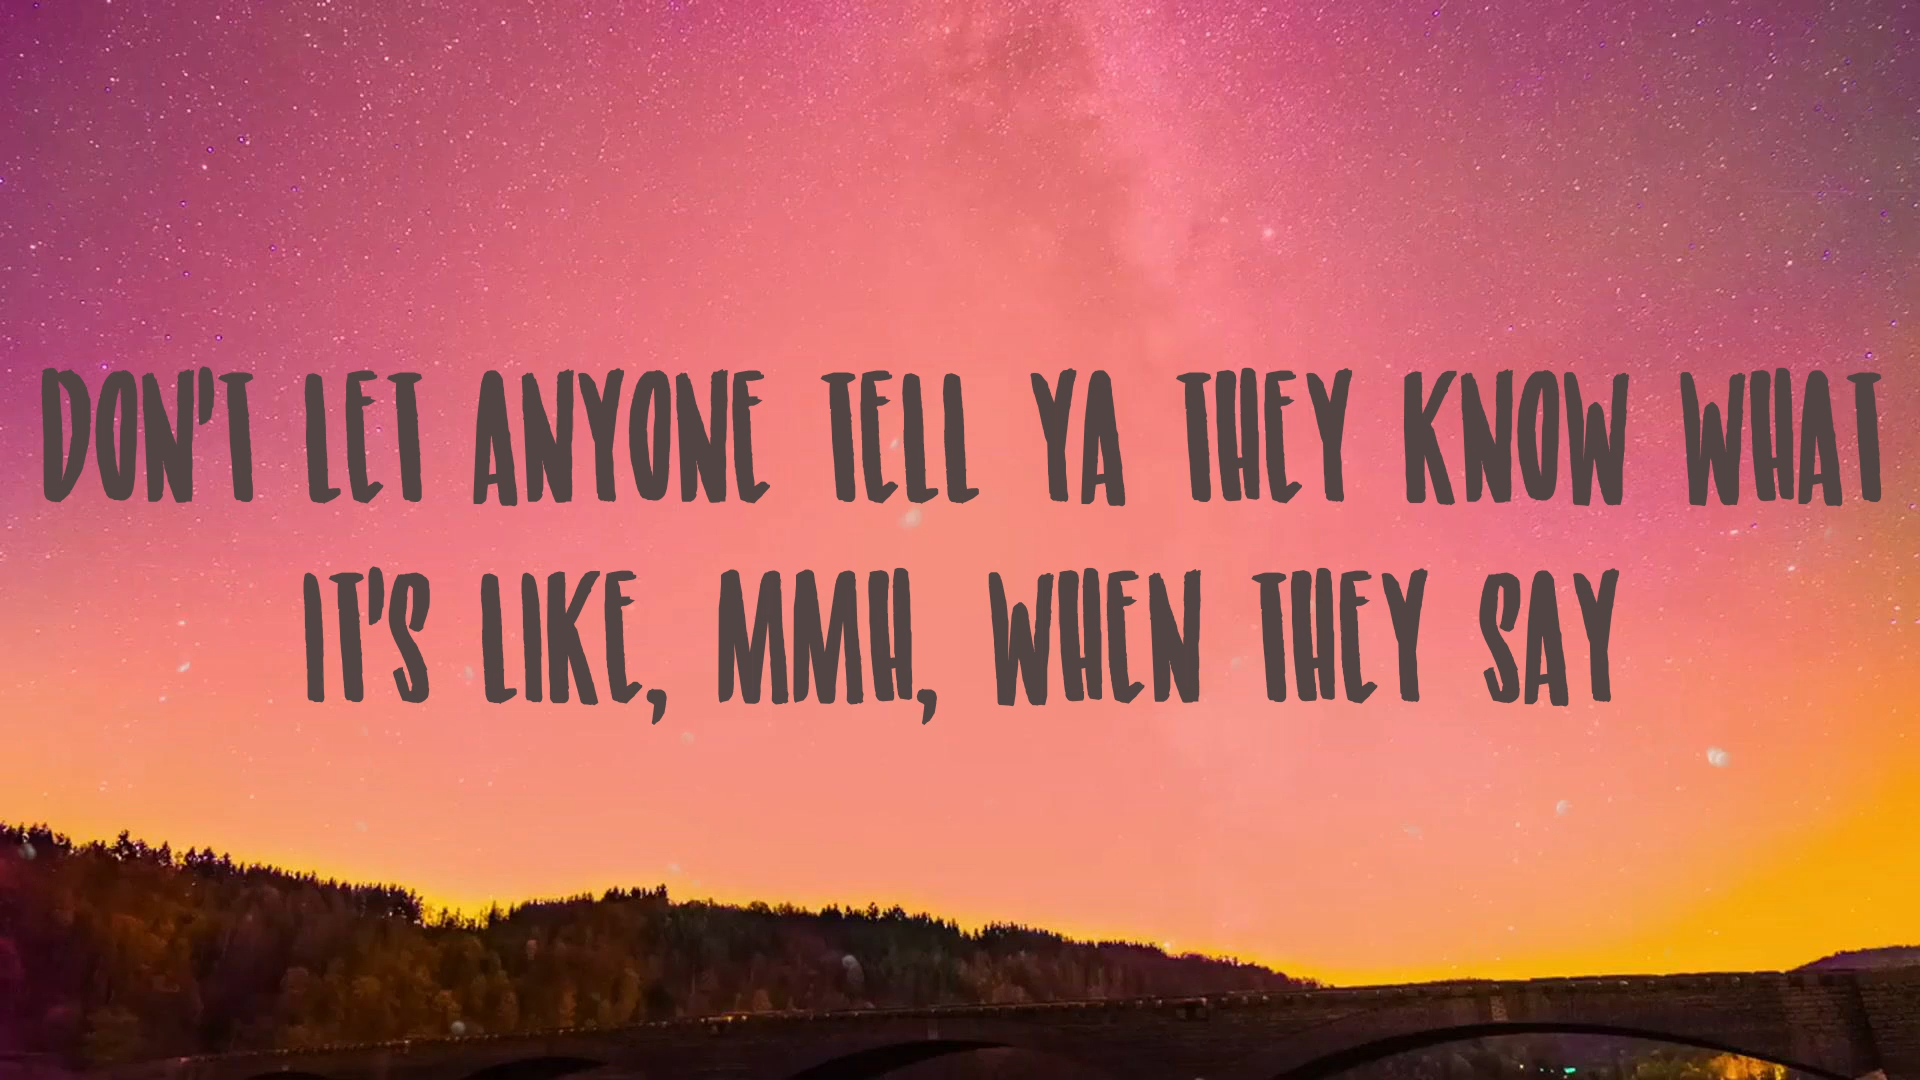 DON'T LET ANYONE TELL YA THEY KNOW WHAT
IT'S LIKE, MMH, WHEN THEY SAY